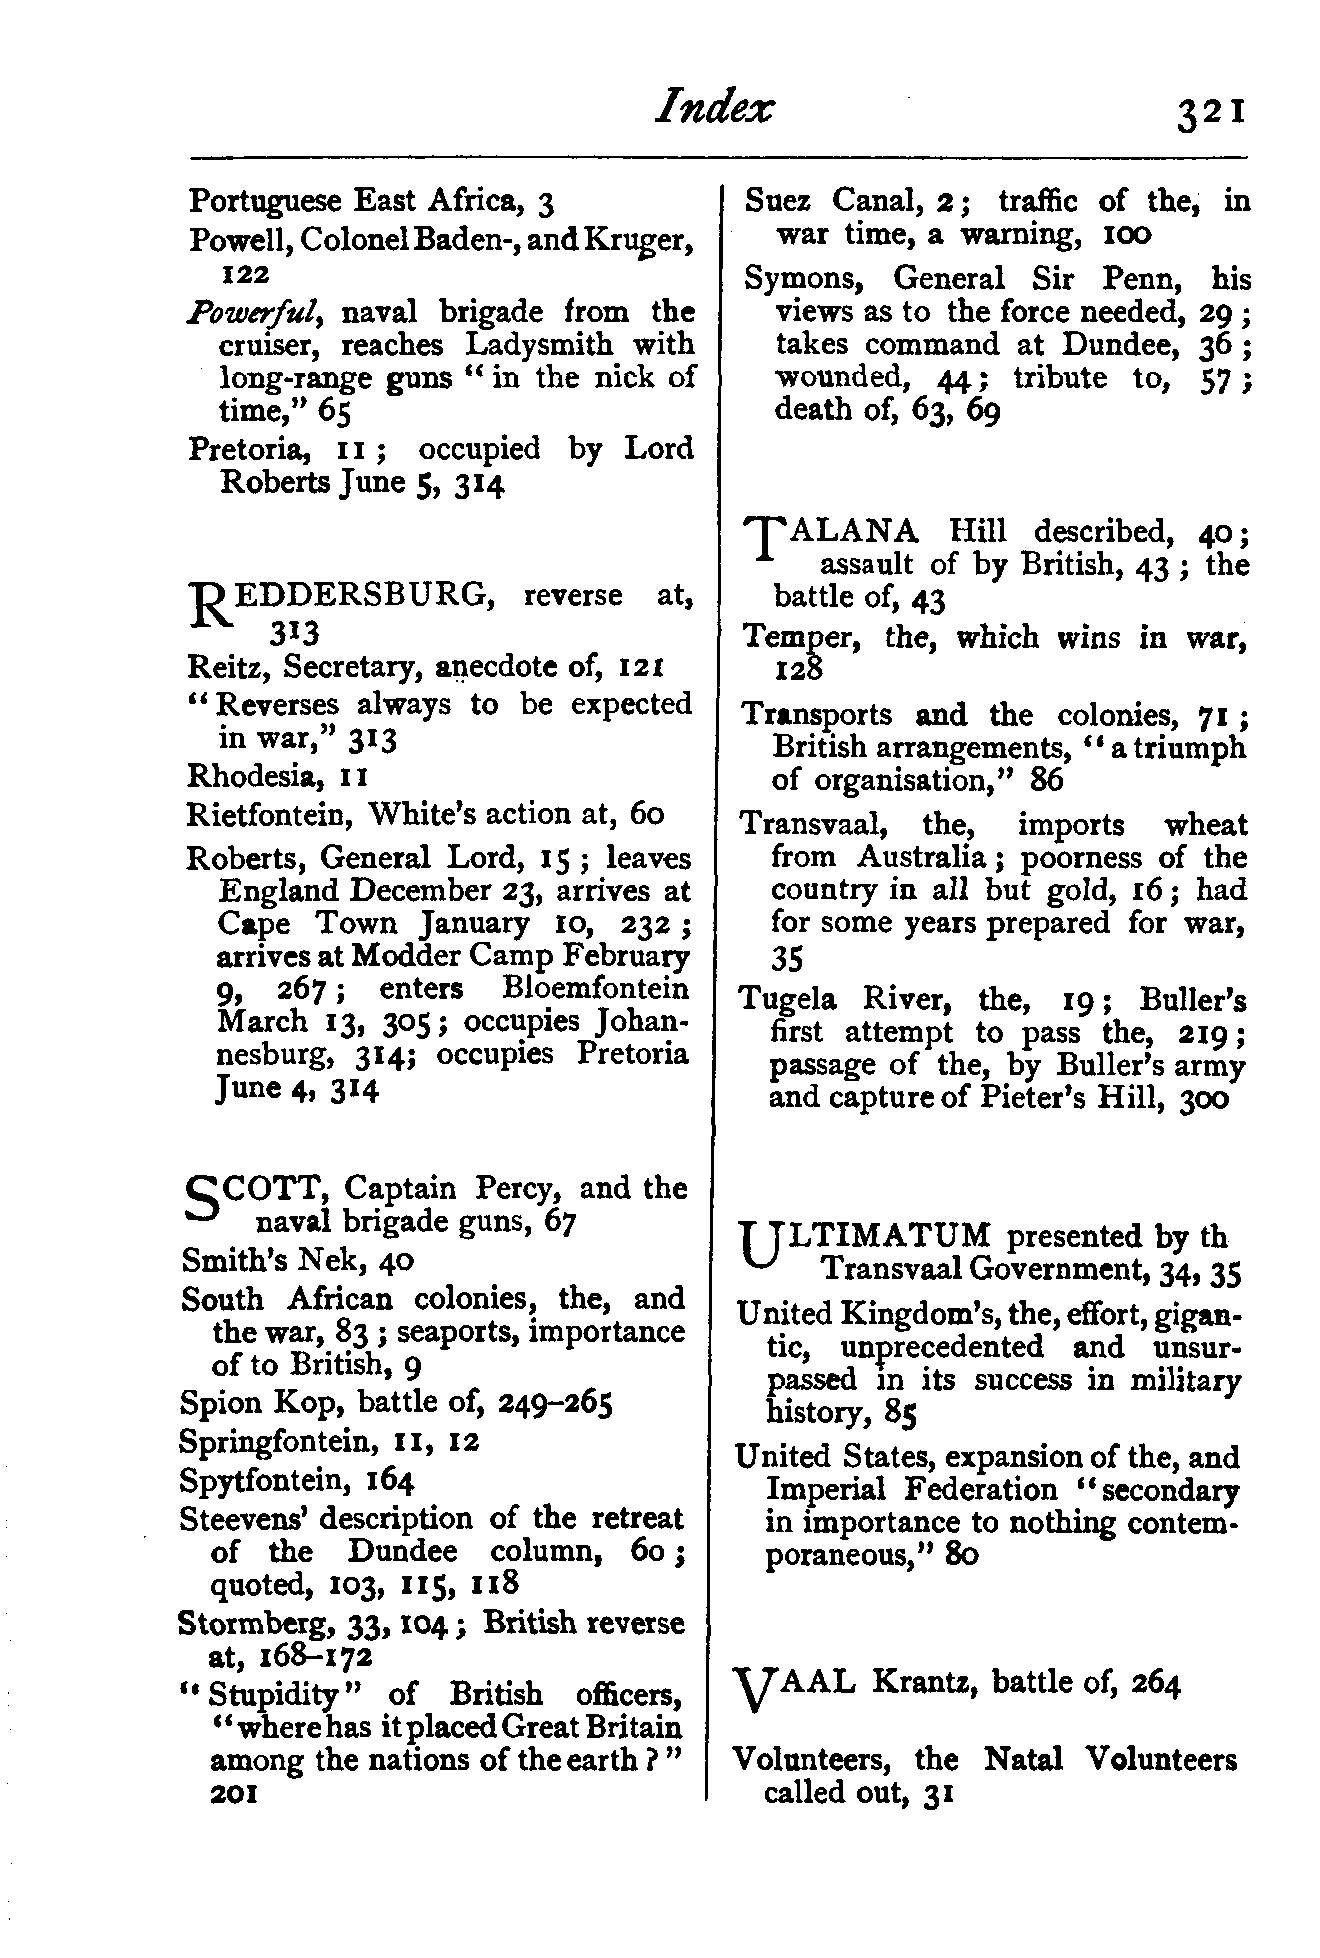 Index 321
Portuguese East Africa, 3
Powell, Colonel Baden-, and Kruger,
122
Powerful, naval brigade from the
cruiser, reaches Ladysmith with
long-range guns “in the nick of
time,” 65
Pretoria, 11; occupied by Lord
Roberts June 5, 314
REDDERSBURG, reverse at,
313
Reitz, Secretary, anecdote of, 121
“Reverses always to be expected
in war,” 313
Rhodesia, 11
Rietfontein, White’s action at, 60
Roberts, General Lord, 15; leaves
England December 23, arrives at
Cape Town January 10, 232;
arrives at Modder Camp February
9, 267; enters Bloemfontein
March 13, 305; occupies Johan-
nesburg, 314; occupies Pretoria
June 4, 314
SCOTT, Captain Percy, and the
naval brigade guns, 67
Smith’s Nek, 40
South African colonies, the, and
the war, 83; seaports, importance
of to British, 9
Spion Kop, battle of, 249–265
Springfontein, 11, 12
Spytfontein, 164
Steevens’ description of the retreat
of the Dundee column, 60;
quoted, 103, 115, 118
Stormberg, 33, 104; British reverse
at, 168–172
“Stupidity” of British officers,
“where has it placed Great Britain
among the nations of the earth?”
201
Suez Canal, 2; traffic of the, in
war time, a warning, 100
Symons, General Sir Penn, his
views as to the force needed, 29;
takes command at Dundee, 36;
wounded, 44; tribute to, 57;
death of, 63, 69
TALANA Hill described, 40;
assault of by British, 43; the
battle of, 43
Temper, the, which wins in war,
128
Transports and the colonies, 71;
British arrangements, “a triumph
of organisation,” 86
Transvaal, the, imports wheat
from Australia; poorness of the
country in all but gold, 16; had
for some years prepared for war,
35
Tugela River, the, 19; Buller’s
first attempt to pass the, 219;
passage of the, by Buller’s army
and capture of Pieter’s Hill, 300
ULTIMATUM presented by th
Transvaal Government, 34, 35
United Kingdom’s, the, effort, gigan-
tic, unprecedented and unsur-
passed in its success in military
history, 85
United States, expansion of the, and
Imperial Federation “secondary
in importance to nothing contem-
poraneous,” 80
VAAL Krantz, battle of, 264
Volunteers, the Natal Volunteers
called out, 31